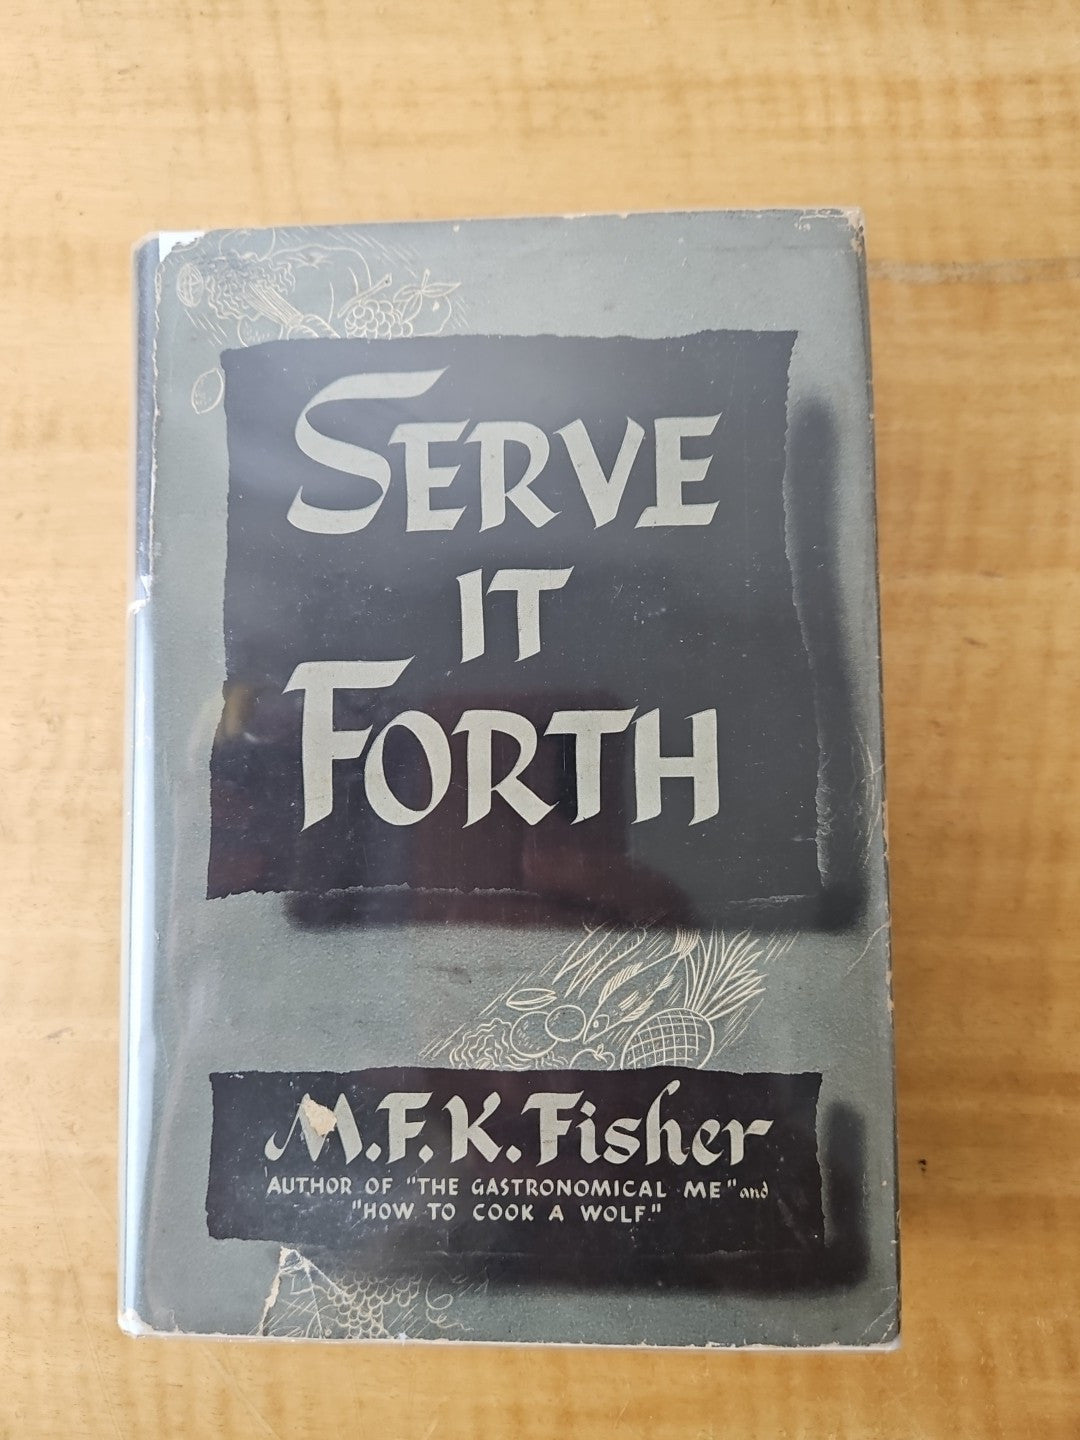 SERVE
IT
FORTH
M.F.K. Fisher
AUTHOR OF "THE GASTRONOMICAL ME" and
"HOW TO COOK A WOLF."